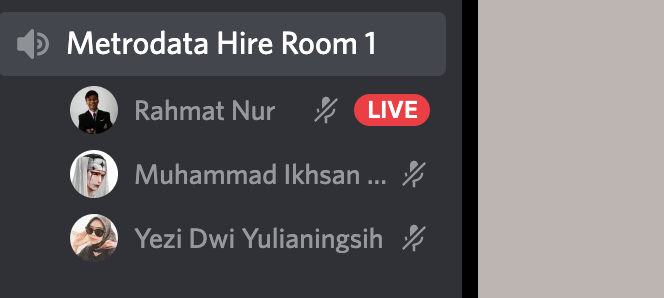 Metrodata Hire Room 1
Rahmat Nur LIVE
Muhammad Ikhsan ...
Yezi Dwi Yulianingsih